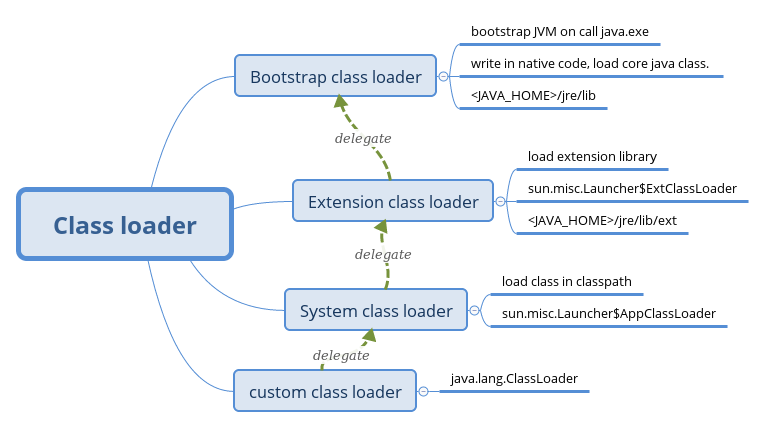 bootstrap JVM on call java.exe
Bootstrap class loader
write in native code, load core java class.
<JAVA_HOME>/jre/lib
delegate
load extension library
Extension class loader
sun.misc.Launcher$ExtClassLoader
<JAVA_HOME>/jre/lib/ext
Class loader
delegate
load class in classpath
System class loader
sun.misc.Launcher$AppClassLoader
delegate
custom class loader
java.lang.ClassLoader